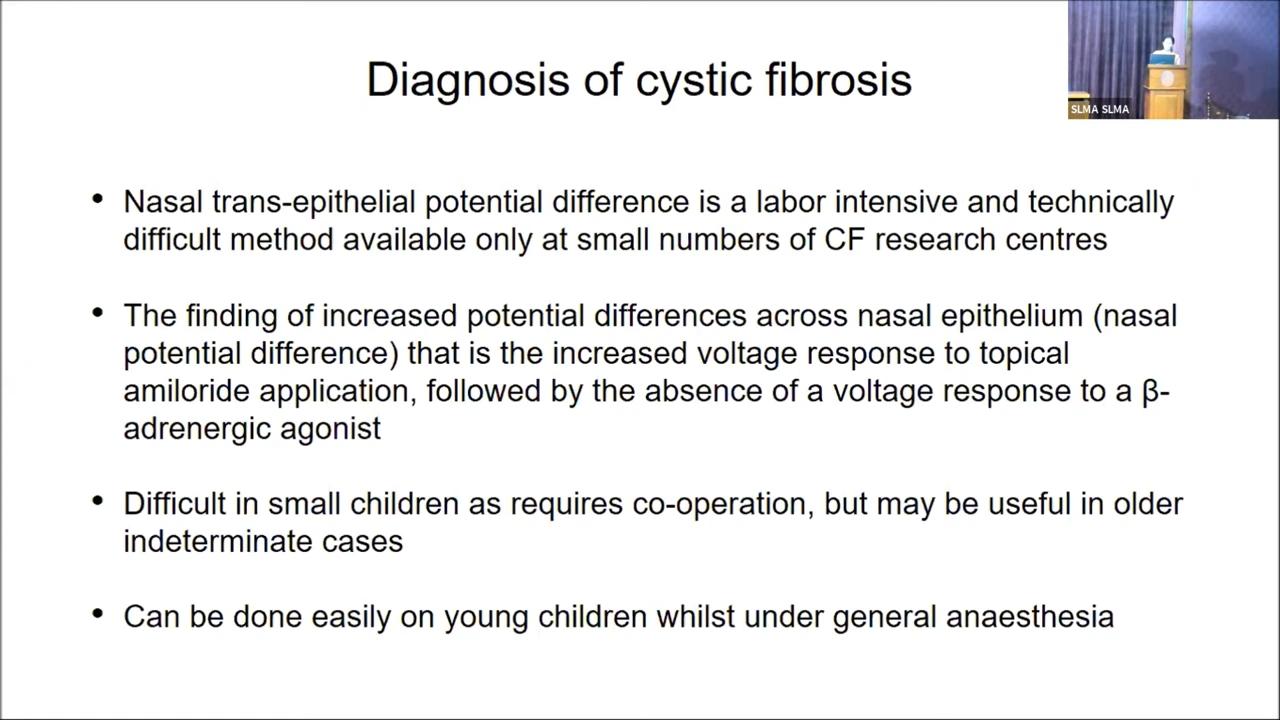 Diagnosis of cystic fibrosis
SLMA SLMA
• Nasal trans-epithelial potential difference is a labor intensive and technically
difficult method available only at small numbers of CF research centres
• The finding of increased potential differences across nasal epithelium (nasal
potential difference) that is the increased voltage response to topical
amiloride application, followed by the absence of a voltage response to a β-
adrenergic agonist
• Difficult in small children as requires co-operation, but may be useful in older
indeterminate cases
• Can be done easily on young children whilst under general anaesthesia